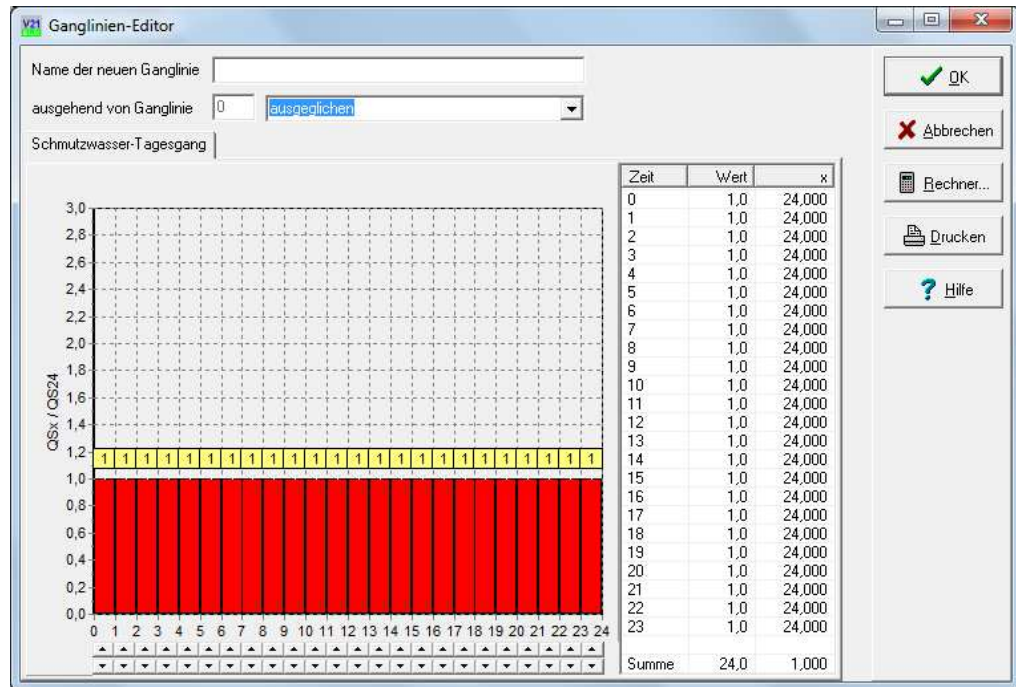 V21 Ganglinien-Editor
Name der neuen Ganglinie
ausgehend von Ganglinie 0 ausgeglichen
Schmutzwasser-Tagesgang
QSx / QS24
3,0
2,8
2,6
2,4
2,2
2,0
1,8
1,6
1,4
1,2
1,0
0,8
0,6
0,4
0,2
0,0
1 1 1 1 1 1 1 1 1 1 1 1 1 1 1 1 1 1 1 1 1 1 1 1
0 1 2 3 4 5 6 7 8 9 10 11 12 13 14 15 16 17 18 19 20 21 22 23 24
Zeit Wert x
0 1,0 24,000
1 1,0 24,000
2 1,0 24,000
3 1,0 24,000
4 1,0 24,000
5 1,0 24,000
6 1,0 24,000
7 1,0 24,000
8 1,0 24,000
9 1,0 24,000
10 1,0 24,000
11 1,0 24,000
12 1,0 24,000
13 1,0 24,000
14 1,0 24,000
15 1,0 24,000
16 1,0 24,000
17 1,0 24,000
18 1,0 24,000
19 1,0 24,000
20 1,0 24,000
21 1,0 24,000
22 1,0 24,000
23 1,0 24,000
Summe 24,0 1,000
OK
Abbrechen
Rechner...
Drucken
Hilfe